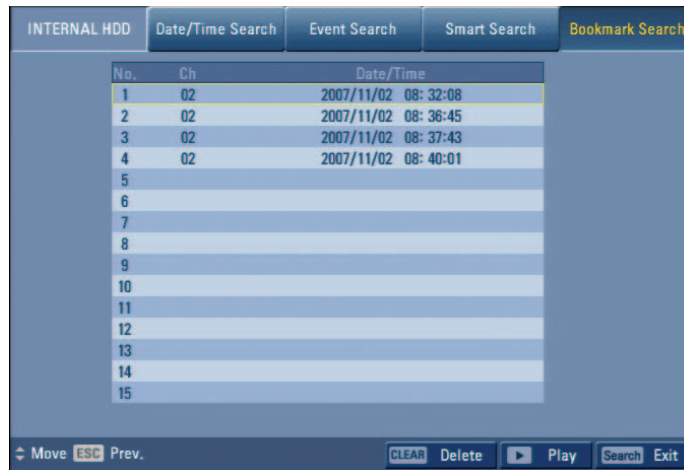 INTERNAL HDD Date/Time Search Event Search Smart Search Bookmark Search
No. Ch Date/Time
1 02 2007/11/02 08:32:08
2 02 2007/11/02 08:36:45
3 02 2007/11/02 08:37:43
4 02 2007/11/02 08:40:01
5
6
7
8
9
10
11
12
13
14
15
Move ESC Prev. CLEAR Delete Play Search Exit